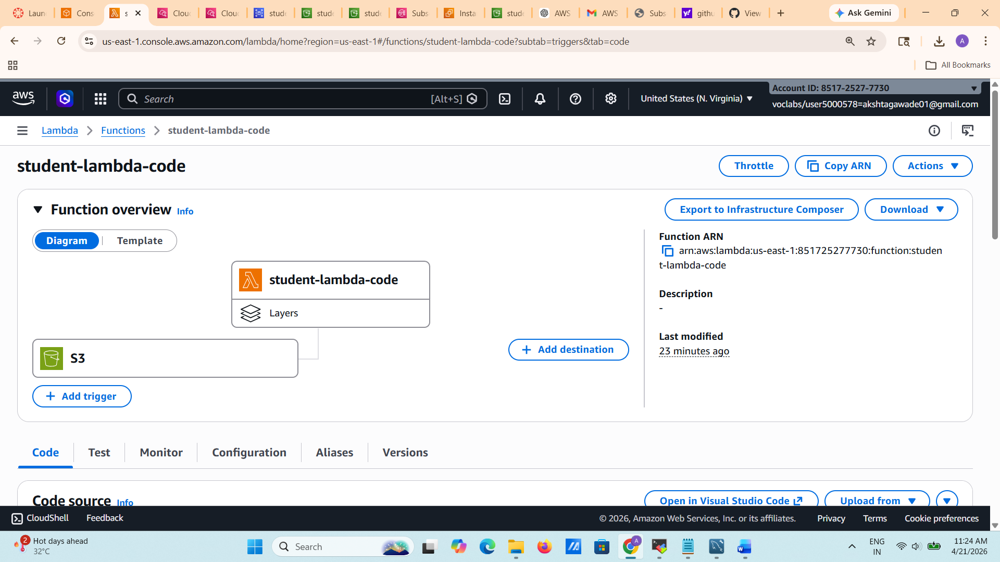 Laun
Cons
s
Clou
Clou
stude
stude
stude
Subs
Insta
stude
AWS
AWS
Subs
githu
View
Ask Gemini
us-east-1.console.aws.amazon.com/lambda/home?region=us-east-1#/functions/student-lambda-code?subtab=triggers&tab=code
A
All Bookmarks
aws
Search
[Alt+S]
United States (N. Virginia)
Account ID: 8517-2527-7730
voclabs/user5000578=akshtagawade01@gmail.com
Lambda
Functions
student-lambda-code
student-lambda-code
Throttle
Copy ARN
Actions
Function overview Info
Export to Infrastructure Composer
Download
Diagram
Template
student-lambda-code
Layers
S3
Add trigger
Add destination
Function ARN
arn:aws:lambda:us-east-1:851725277730:function:studen
t-lambda-code
Description
-
Last modified
23 minutes ago
Code
Test
Monitor
Configuration
Aliases
Versions
Code source Info
Open in Visual Studio Code
Upload from
CloudShell
Feedback
© 2026, Amazon Web Services, Inc. or its affiliates.
Privacy
Terms
Cookie preferences
2
Hot days ahead
32°C
Search
A
W
ENG
IN
11:24 AM
4/21/2026